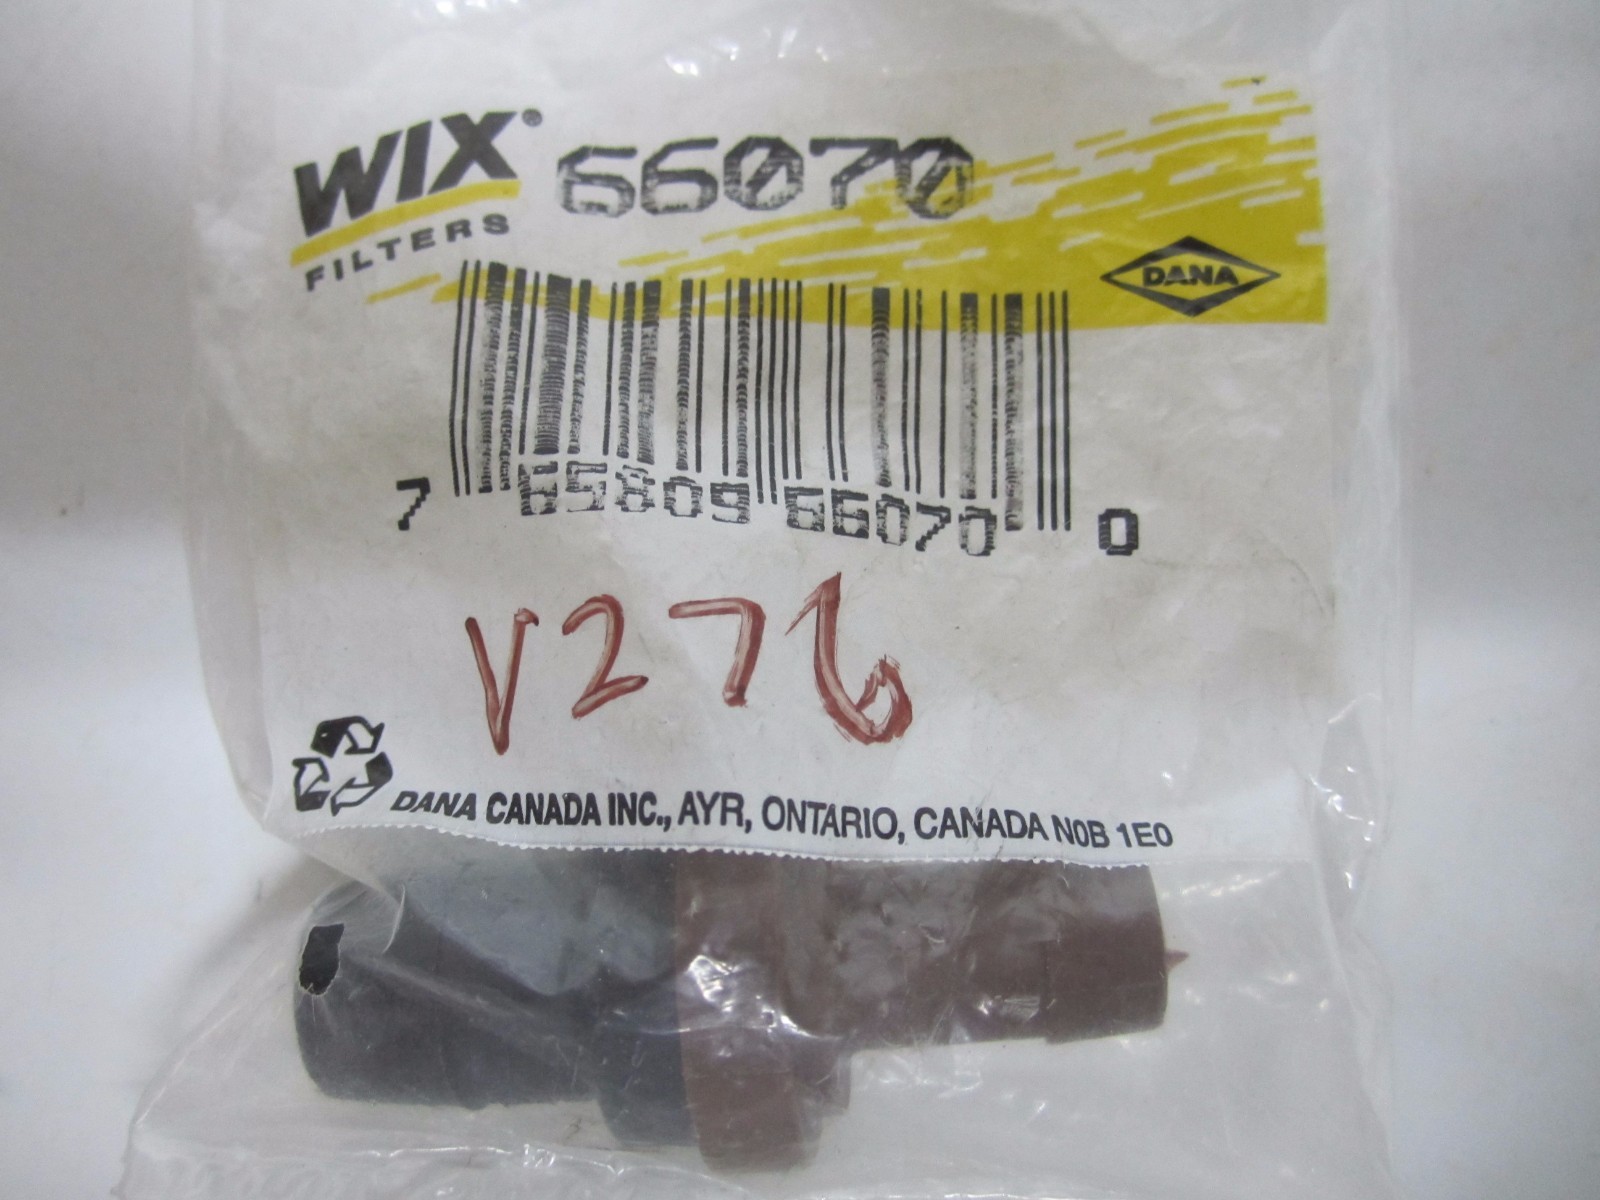 WIX® 66070
FILTERS
DANA
7 65809 66070 0
V276
DANA CANADA INC., AYR, ONTARIO, CANADA N0B 1E0